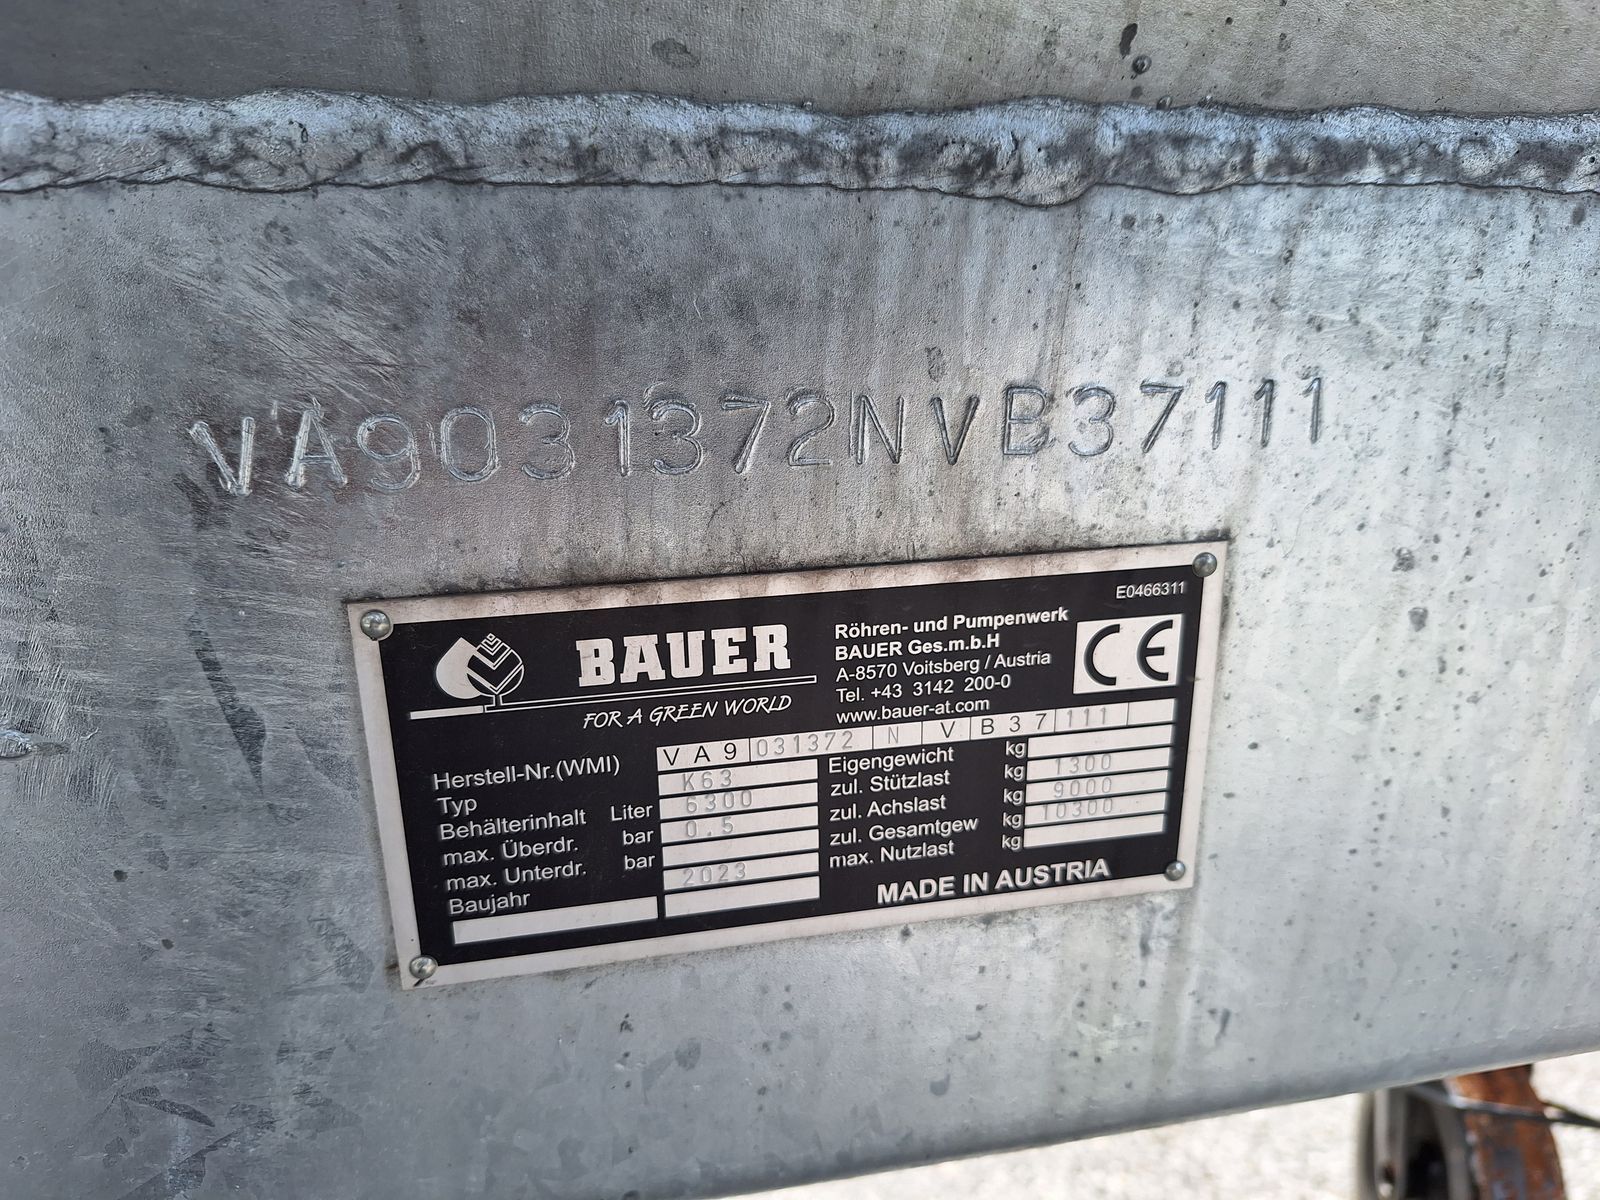 VA9031372NVB37111
E0466311
BAUER
FOR A GREEN WORLD
Röhren- und Pumpenwerk
BAUER Ges.m.b.H
A-8570 Voitsberg / Austria
Tel. +43 3142 200-0
www.bauer-at.com
CE
Herstell-Nr.(WMI) VA9 031372 N V B37 111
Typ K63
Behälterinhalt Liter 6300
max. Überdr. bar 0.5
max. Unterdr. bar
Baujahr 2023
Eigengewicht kg
zul. Stützlast kg 1300
zul. Achslast kg 9000
zul. Gesamtgew kg 10300
max. Nutzlast kg
MADE IN AUSTRIA